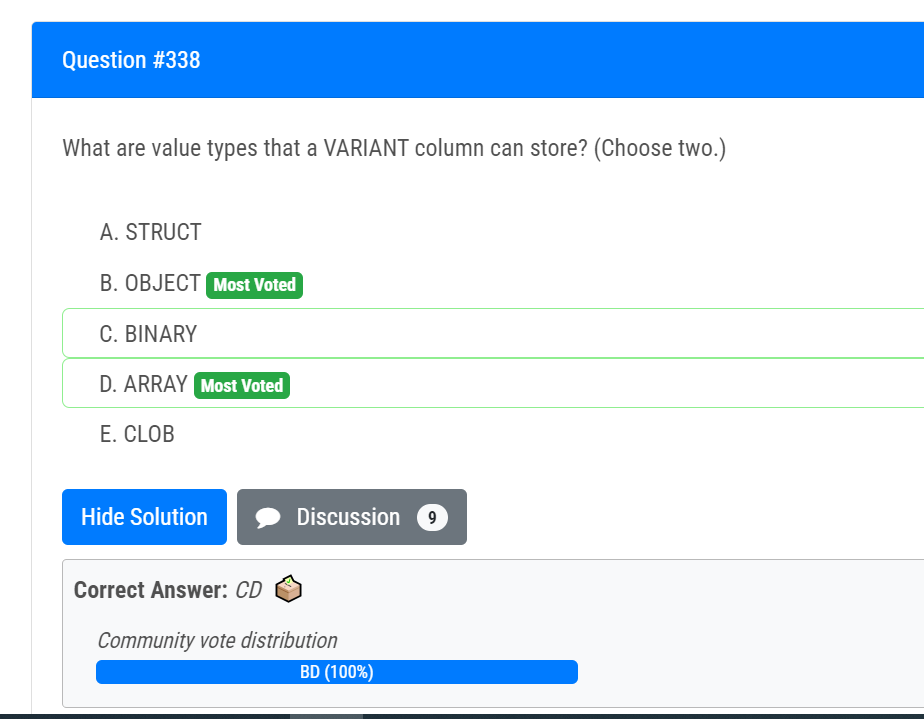 Question #338
What are value types that a VARIANT column can store? (Choose two.)
A. STRUCT
B. OBJECT Most Voted
C. BINARY
D. ARRAY Most Voted
E. CLOB
Hide Solution Discussion 9
Correct Answer: CD
Community vote distribution
BD (100%)